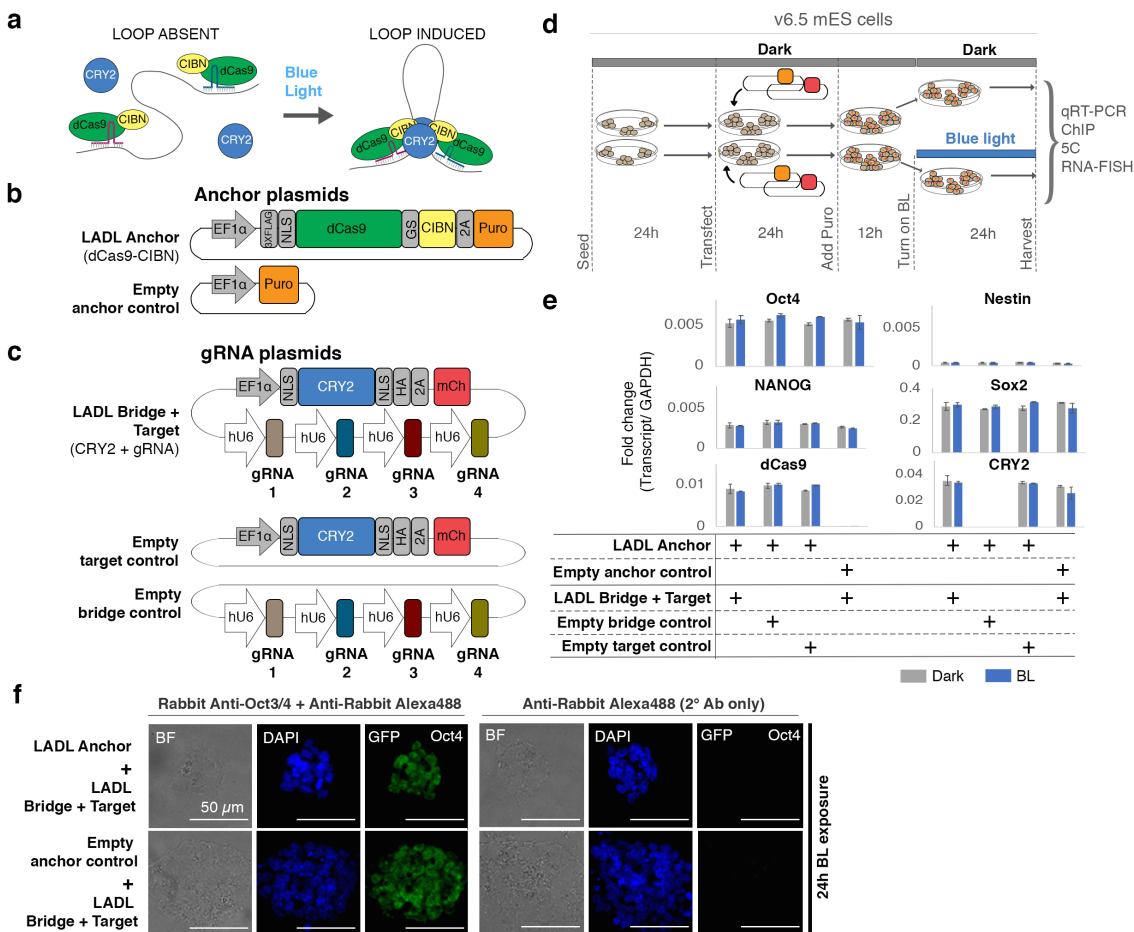 a
LOOP ABSENT
LOOP INDUCED
CRY2
CIBN
dCas9
Blue
Light
dCas9
CIBN
CRY2
dCas9
CIBN
CRY2
CIBN
dCas9
b
Anchor plasmids
LADL Anchor
(dCas9-CIBN)
EF1α
3XFLAG
NLS
dCas9
GS
CIBN
2A
Puro
Empty
anchor control
EF1α
Puro
c
gRNA plasmids
LADL Bridge +
Target
(CRY2 + gRNA)
EF1α
NLS
CRY2
NLS
HA
2A
mCh
hU6
hU6
hU6
hU6
gRNA
1
gRNA
2
gRNA
3
gRNA
4
Empty
target control
EF1α
NLS
CRY2
NLS
HA
2A
mCh
Empty
bridge control
hU6
hU6
hU6
hU6
gRNA
1
gRNA
2
gRNA
3
gRNA
4
d
v6.5 mES cells
Dark
Dark
Blue light
qRT-PCR
ChIP
5C
RNA-FISH
Seed
24h
Transfect
24h
Add Puro
12h
Turn on BL
24h
Harvest
e
Fold change
(Transcript/ GAPDH)
Oct4
0.005
0
Nestin
0.005
0
NANOG
0.005
0
Sox2
0.4
0.2
0
dCas9
0.01
0
CRY2
0.04
0.02
0
LADL Anchor + + + + + +
Empty anchor control + +
LADL Bridge + Target + + + +
Empty bridge control + +
Empty target control + +
Dark
BL
f
Rabbit Anti-Oct3/4 + Anti-Rabbit Alexa488
Anti-Rabbit Alexa488 (2° Ab only)
LADL Anchor
+
LADL
Bridge + Target
BF
50 µm
DAPI
GFP Oct4
BF
DAPI
GFP Oct4
Empty
anchor control
+
LADL
Bridge + Target
24h BL exposure